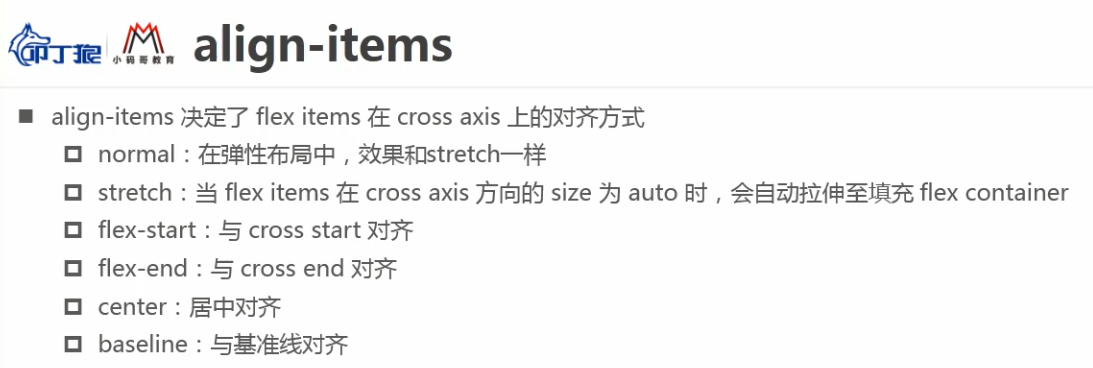 叩丁狼 小码哥教育 align-items
align-items 决定了 flex items 在 cross axis 上的对齐方式
normal：在弹性布局中，效果和stretch一样
stretch：当 flex items 在 cross axis 方向的 size 为 auto 时，会自动拉伸至填充 flex container
flex-start：与 cross start 对齐
flex-end：与 cross end 对齐
center：居中对齐
baseline：与基准线对齐